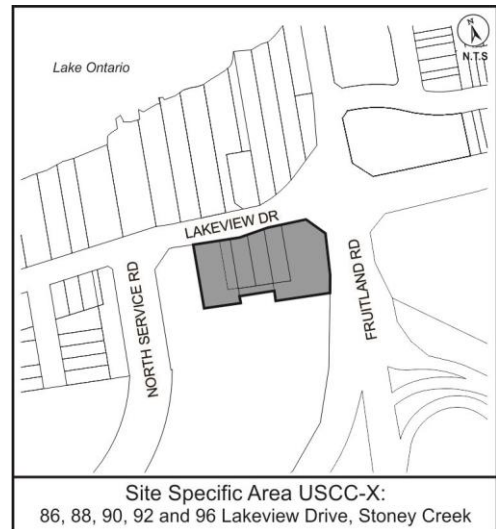 N
N.T.S
Lake Ontario
LAKEVIEW DR
NORTH SERVICE RD
FRUITLAND RD
Site Specific Area USCC-X:
86, 88, 90, 92 and 96 Lakeview Drive, Stoney Creek